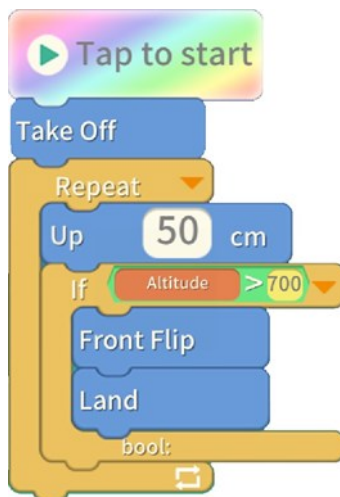 Tap to start
Take Off
Repeat
Up 50 cm
If Altitude > 700
Front Flip
Land
bool: